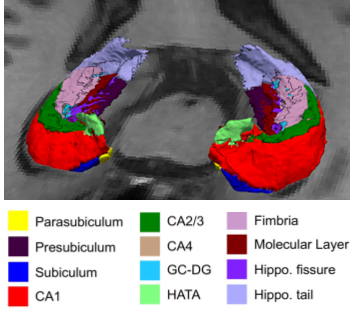 Parasubiculum
Presubiculum
Subiculum
CA1
CA2/3
CA4
GC-DG
HATA
Fimbria
Molecular Layer
Hippo. fissure
Hippo. tail